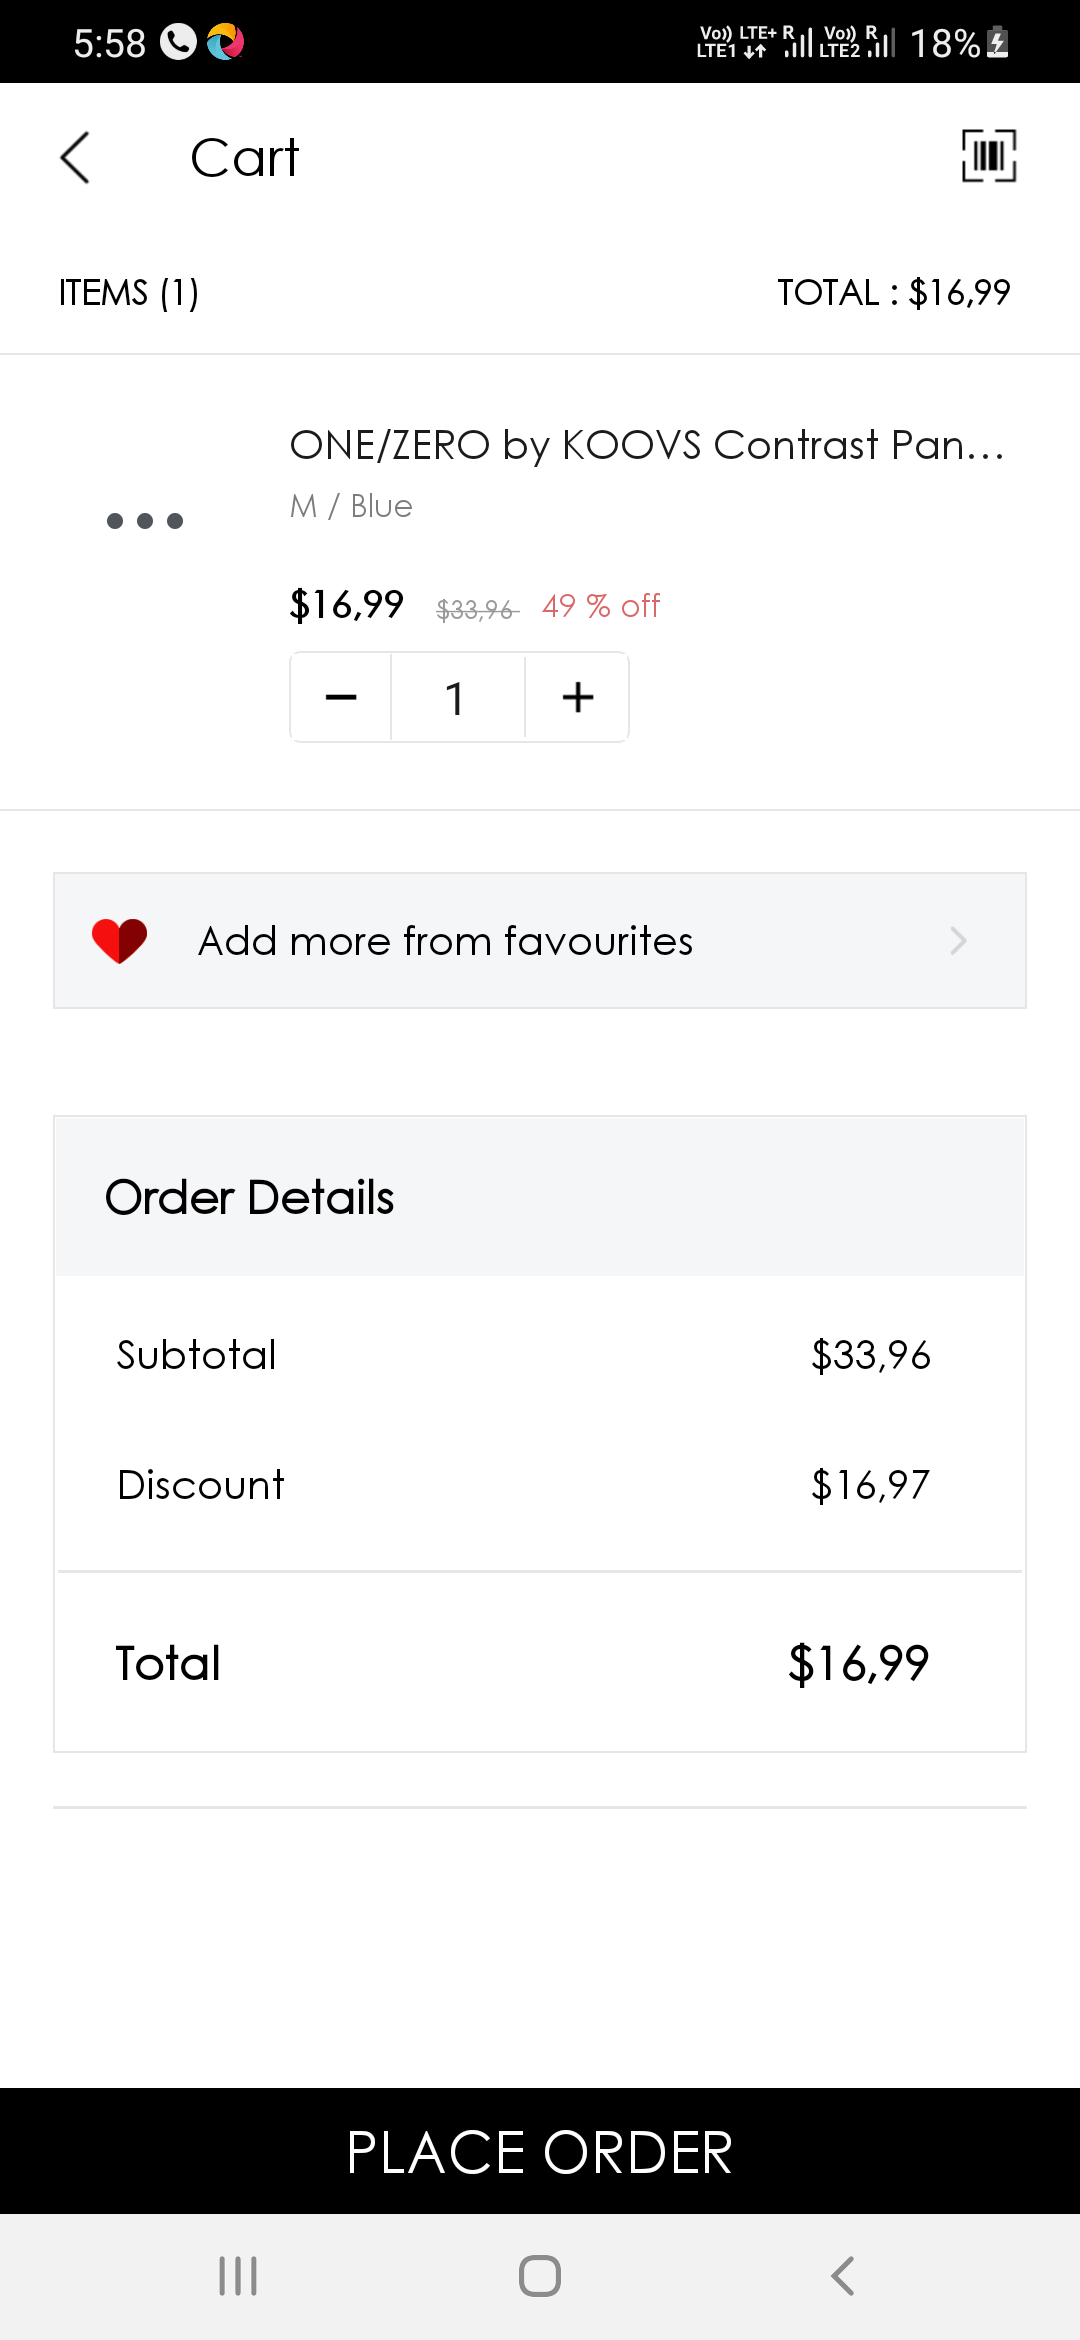 5:58
Vo)) LTE+ R Vo)) R
LTE1 LTE2 18%
Cart
ITEMS (1) TOTAL : $16,99
ONE/ZERO by KOOVS Contrast Pan...
M / Blue
$16,99 $33,96 49 % off
1
Add more from favourites
Order Details
Subtotal $33,96
Discount $16,97
Total $16,99
PLACE ORDER